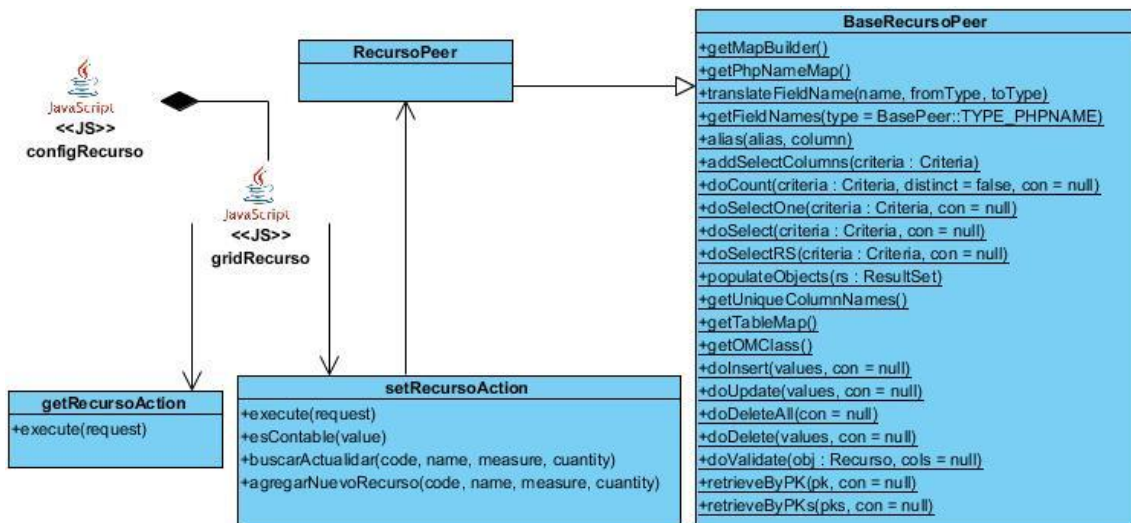 JavaScript
<<JS>>
configRecurso
JavaScript
<<JS>>
gridRecurso
RecursoPeer
getRecursoAction
+execute(request)
setRecursoAction
+execute(request)
+esContable(value)
+buscarActualidar(code, name, measure, cuantity)
+agregarNuevoRecurso(code, name, measure, cuantity)
BaseRecursoPeer
+getMapBuilder()
+getPhpNameMap()
+translateFieldName(name, fromType, toType)
+getFieldNames(type = BasePeer::TYPE_PHPNAME)
+alias(alias, column)
+addSelectColumns(criteria : Criteria)
+doCount(criteria : Criteria, distinct = false, con = null)
+doSelectOne(criteria : Criteria, con = null)
+doSelect(criteria : Criteria, con = null)
+doSelectRS(criteria : Criteria, con = null)
+populateObjects(rs : ResultSet)
+getUniqueColumnNames()
+getTableMap()
+getOMClass()
+doInsert(values, con = null)
+doUpdate(values, con = null)
+doDeleteAll(con = null)
+doDelete(values, con = null)
+doValidate(obj : Recurso, cols = null)
+retrieveByPK(pk, con = null)
+retrieveByPKs(pks, con = null)